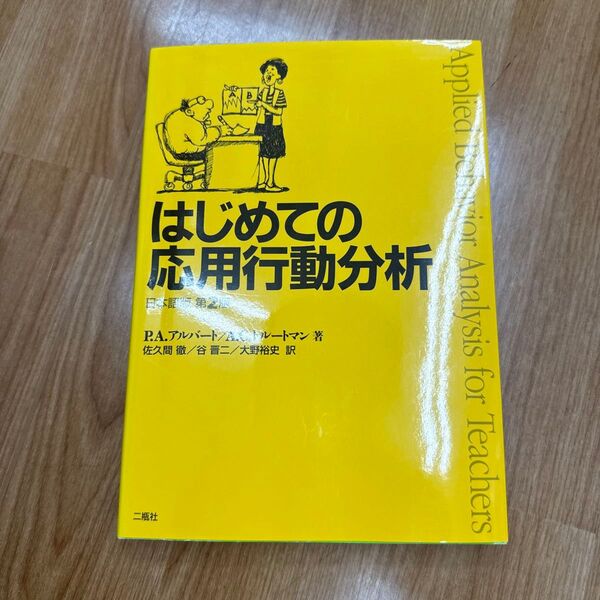 Applied Behavior Analysis for Teachers
はじめての
応用行動分析
日本語版 第2版
P.A.アルバート/A.C.トルートマン 著
佐久間 徹/谷 晋二/大野裕史 訳
二瓶社